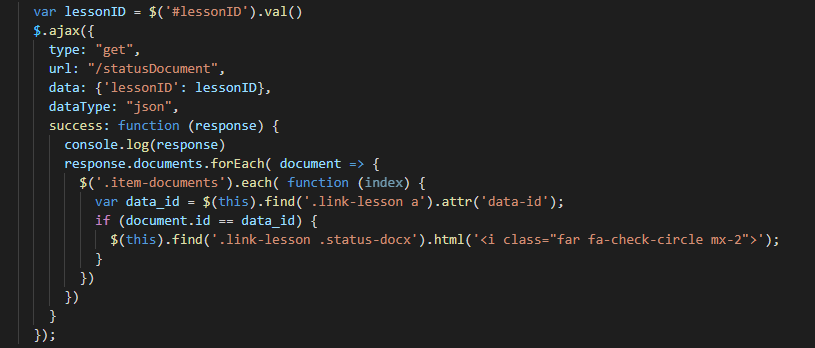 var lessonID = $('#lessonID').val()
$.ajax({
type: "get",
url: "/statusDocument",
data: {'lessonID': lessonID},
dataType: "json",
success: function (response) {
console.log(response)
response.documents.forEach( document => {
$('.item-documents').each( function (index) {
var data_id = $(this).find('.link-lesson a').attr('data-id');
if (document.id == data_id) {
$(this).find('.link-lesson .status-docx').html('<i class="far fa-check-circle mx-2">');
}
})
})
}
});